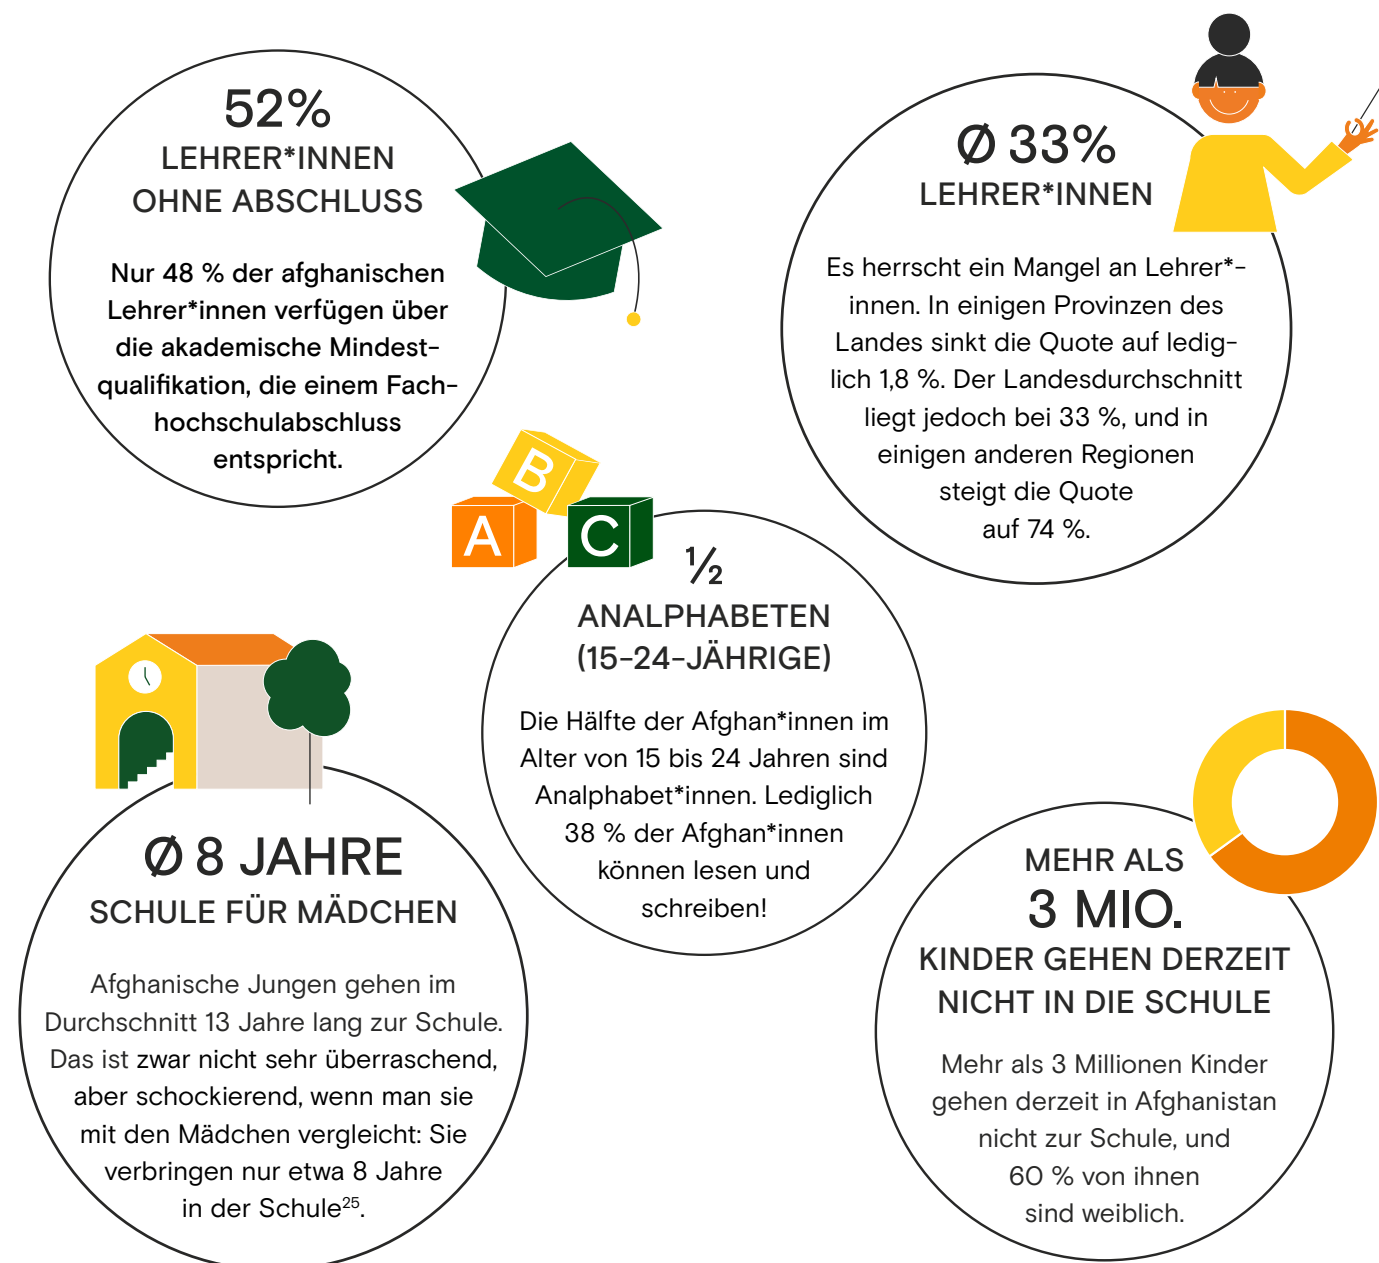 52%
LEHRER*INNEN
OHNE ABSCHLUSS
Nur 48 % der afghanischen
Lehrer*innen verfügen über
die akademische Mindest-
qualifikation, die einem Fach-
hochschulabschluss
entspricht.
Ø 33%
LEHRER*INNEN
Es herrscht ein Mangel an Lehrer*-
innen. In einigen Provinzen des
Landes sinkt die Quote auf ledig-
lich 1,8 %. Der Landesdurchschnitt
liegt jedoch bei 33 %, und in
einigen anderen Regionen
steigt die Quote
auf 74 %.
B
A
C
½
ANALPHABETEN
(15-24-JÄHRIGE)
Die Hälfte der Afghan*innen im
Alter von 15 bis 24 Jahren sind
Analphabet*innen. Lediglich
38 % der Afghan*innen
können lesen und
schreiben!
Ø 8 JAHRE
SCHULE FÜR MÄDCHEN
Afghanische Jungen gehen im
Durchschnitt 13 Jahre lang zur Schule.
Das ist zwar nicht sehr überraschend,
aber schockierend, wenn man sie
mit den Mädchen vergleicht: Sie
verbringen nur etwa 8 Jahre
in der Schule²⁵.
MEHR ALS
3 MIO.
KINDER GEHEN DERZEIT
NICHT IN DIE SCHULE
Mehr als 3 Millionen Kinder
gehen derzeit in Afghanistan
nicht zur Schule, und
60 % von ihnen
sind weiblich.